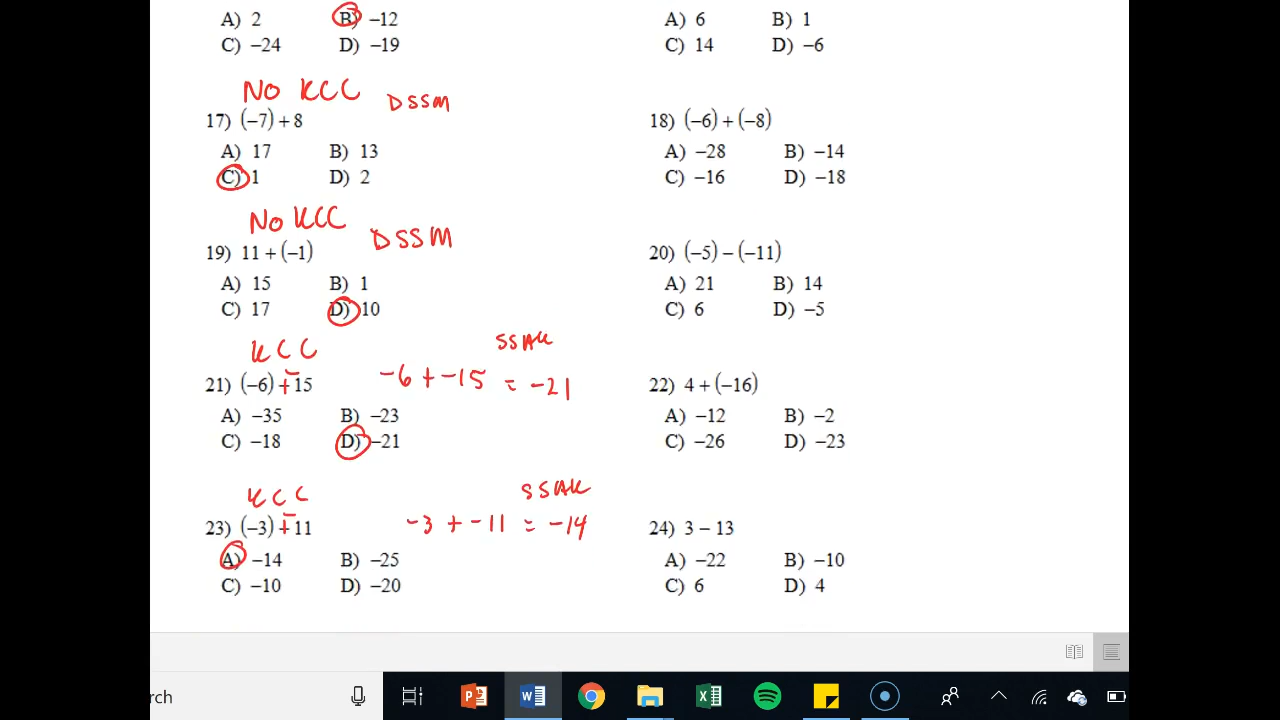 A) 2 B) −12
C) −24 D) −19
A) 6 B) 1
C) 14 D) −6
NO KCC DSSM
17) (−7) + 8
A) 17 B) 13
C) 1 D) 2
18) (−6) + (−8)
A) −28 B) −14
C) −16 D) −18
NO KCC DSSM
19) 11 + (−1)
A) 15 B) 1
C) 17 D) 10
20) (−5) − (−11)
A) 21 B) 14
C) 6 D) −5
KCC SSAK
21) (−6) + −15 -6 + -15 = -21
A) −35 B) −23
C) −18 D) −21
22) 4 + (−16)
A) −12 B) −2
C) −26 D) −23
KCC SSAK
23) (−3) + −11 -3 + -11 = -14
A) −14 B) −25
C) −10 D) −20
24) 3 − 13
A) −22 B) −10
C) 6 D) 4
rch